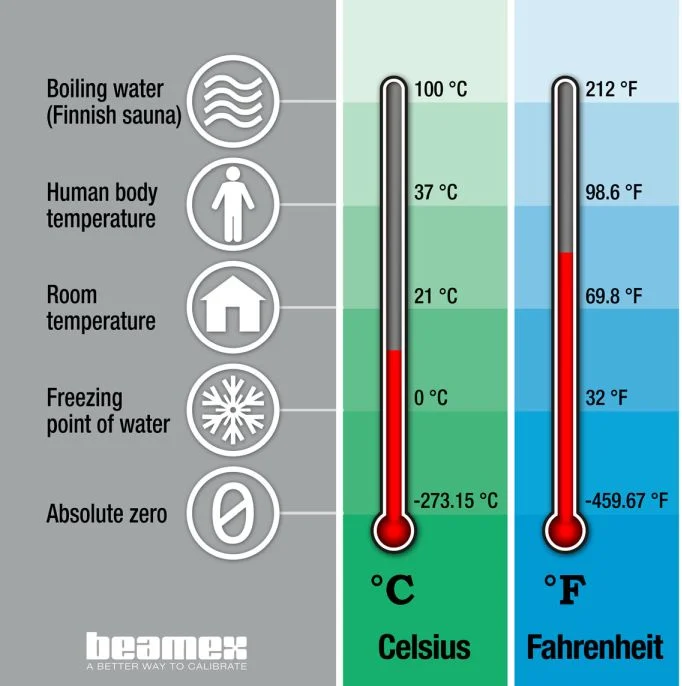 Boiling water
(Finnish sauna)
100 °C
212 °F
Human body
temperature
37 °C
98.6 °F
Room
temperature
21 °C
69.8 °F
Freezing
point of water
0 °C
32 °F
Absolute zero
0
-273.15 °C
-459.67 °F
°C
°F
Celsius
Fahrenheit
beamex
A BETTER WAY TO CALIBRATE